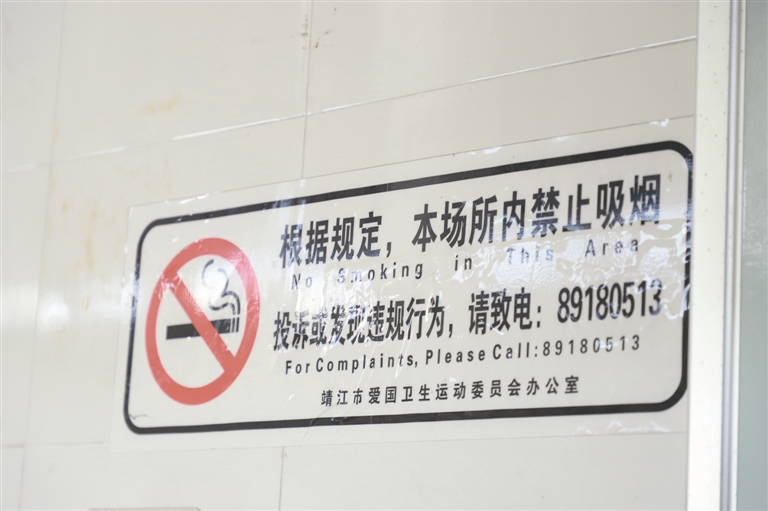 根据规定，本场所内禁止吸烟
No Smoking in This Area
投诉或发现违规行为，请致电：89180513
For Complaints, Please Call:89180513
靖江市爱国卫生运动委员会办公室